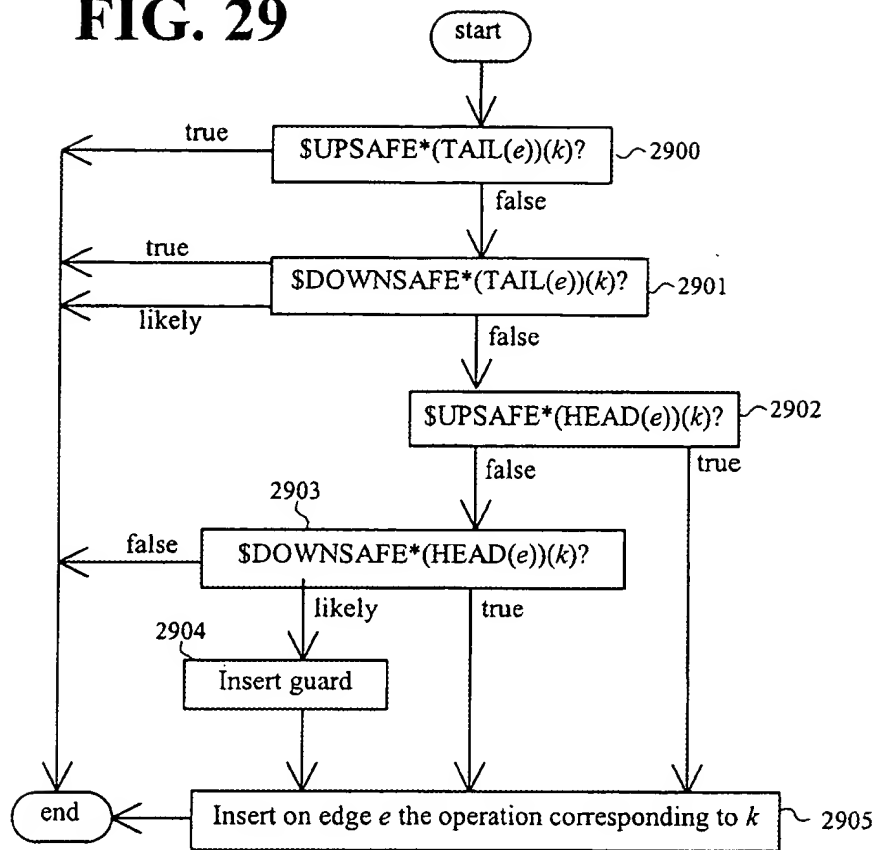 FIG. 29
start
true
$UPSAFE*(TAIL(e))(k)?
2900
false
true
$DOWNSAFE*(TAIL(e))(k)?
2901
likely
false
$UPSAFE*(HEAD(e))(k)?
2902
false
true
2903
false
$DOWNSAFE*(HEAD(e))(k)?
likely
true
2904
Insert guard
end
Insert on edge e the operation corresponding to k
2905